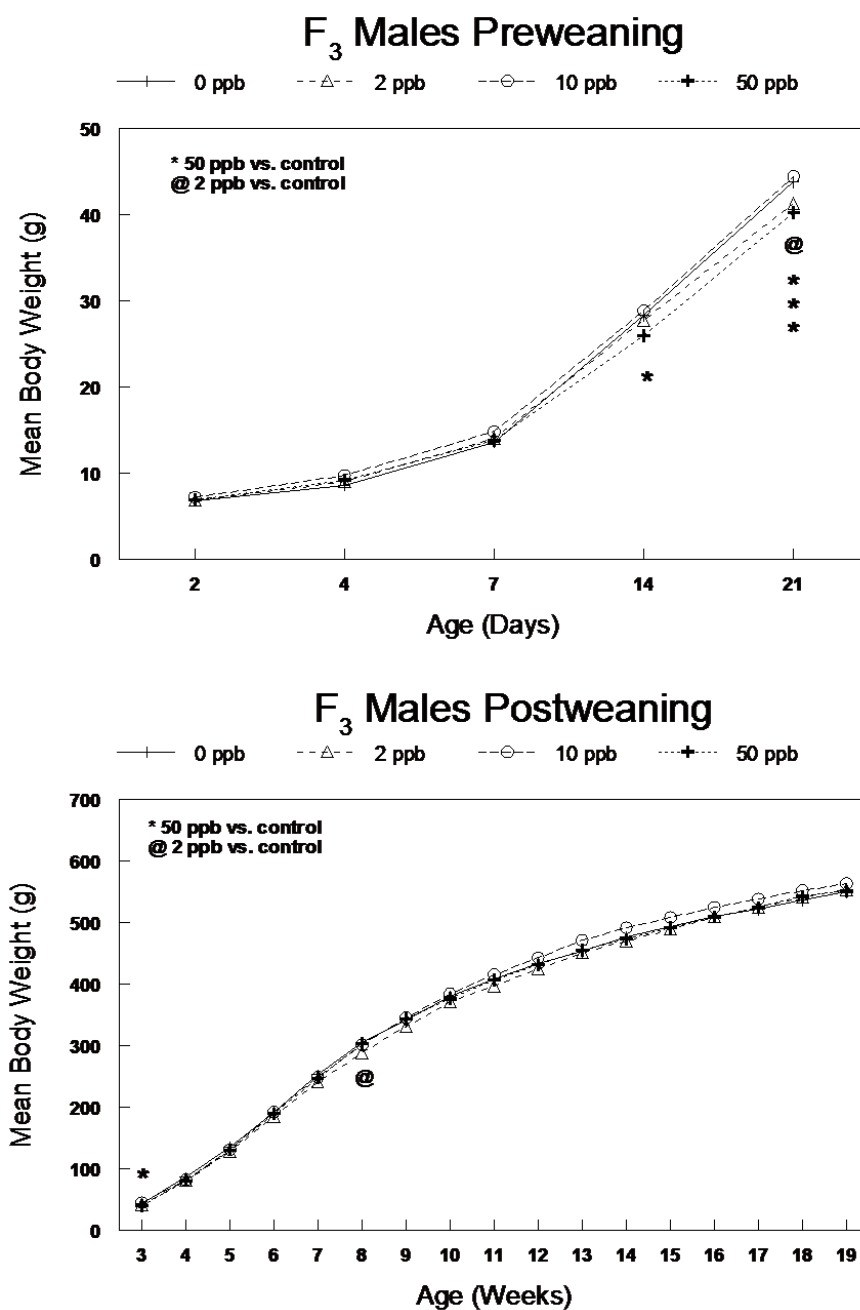 F3 Males Preweaning
0 ppb 2 ppb 10 ppb 50 ppb
50
* 50 ppb vs. control
@ 2 ppb vs. control
40
@
*
30
*
*
*
20
10
0
2 4 7 14 21
Mean Body Weight (g)
Age (Days)
F3 Males Postweaning
0 ppb 2 ppb 10 ppb 50 ppb
700
* 50 ppb vs. control
@ 2 ppb vs. control
600
500
400
300
@
200
100
*
0
3 4 5 6 7 8 9 10 11 12 13 14 15 16 17 18 19
Mean Body Weight (g)
Age (Weeks)